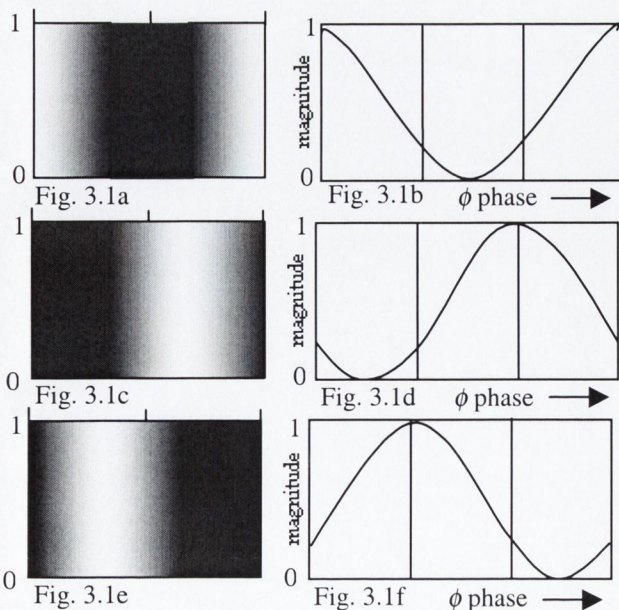 1
0
Fig. 3.1a
1
magnitude
0
Fig. 3.1b
ϕ phase
0
Fig. 3.1c
1
magnitude
0
Fig. 3.1d
ϕ phase
1
0
Fig. 3.1e
1
magnitude
0
Fig. 3.1f
ϕ phase